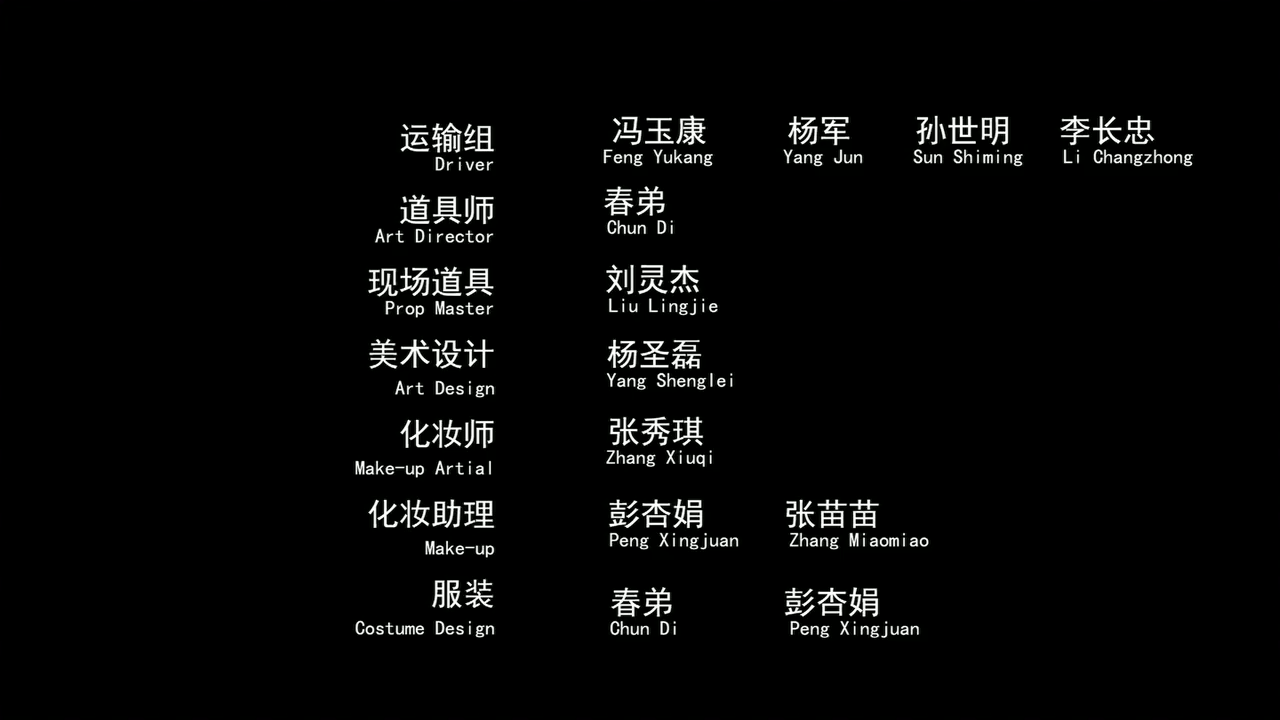 运输组 冯玉康 杨军 孙世明 李长忠
Driver Feng Yukang Yang Jun Sun Shiming Li Changzhong
道具师 春弟
Art Director Chun Di
现场道具 刘灵杰
Prop Master Liu Lingjie
美术设计 杨圣磊
Art Design Yang Shenglei
化妆师 张秀琪
Make-up Artial Zhang Xiuqi
化妆助理 彭杏娟 张苗苗
Make-up Peng Xingjuan Zhang Miaomiao
服装 春弟 彭杏娟
Costume Design Chun Di Peng Xingjuan